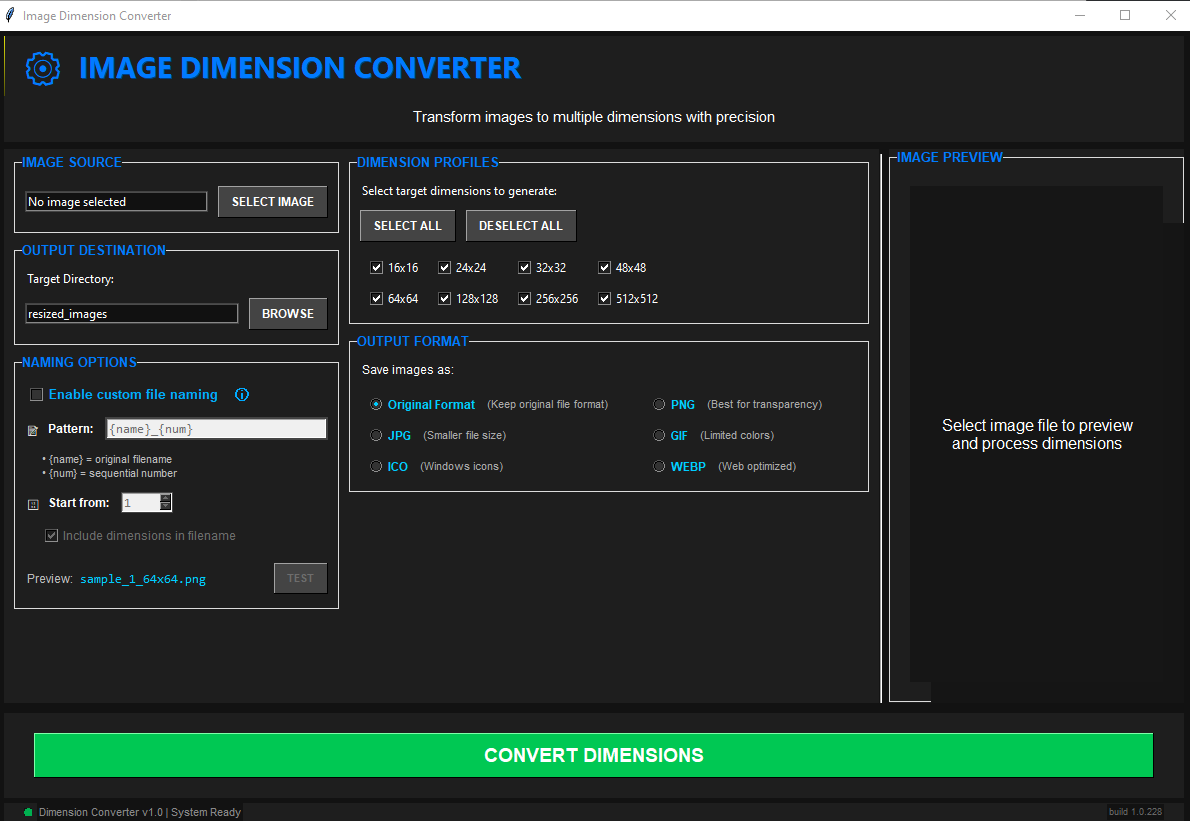 Image Dimension Converter
IMAGE DIMENSION CONVERTER
Transform images to multiple dimensions with precision
IMAGE SOURCE
No image selected
SELECT IMAGE
OUTPUT DESTINATION
Target Directory:
resized_images
BROWSE
NAMING OPTIONS
Enable custom file naming
Pattern: {name}_{num}
• {name} = original filename
• {num} = sequential number
Start from: 1
Include dimensions in filename
Preview: sample_1_64x64.png
TEST
DIMENSION PROFILES
Select target dimensions to generate:
SELECT ALL DESELECT ALL
16x16 24x24 32x32 48x48
64x64 128x128 256x256 512x512
OUTPUT FORMAT
Save images as:
Original Format (Keep original file format) PNG (Best for transparency)
JPG (Smaller file size) GIF (Limited colors)
ICO (Windows icons) WEBP (Web optimized)
IMAGE PREVIEW
Select image file to preview
and process dimensions
CONVERT DIMENSIONS
Dimension Converter v1.0 | System Ready
build 1.0.228